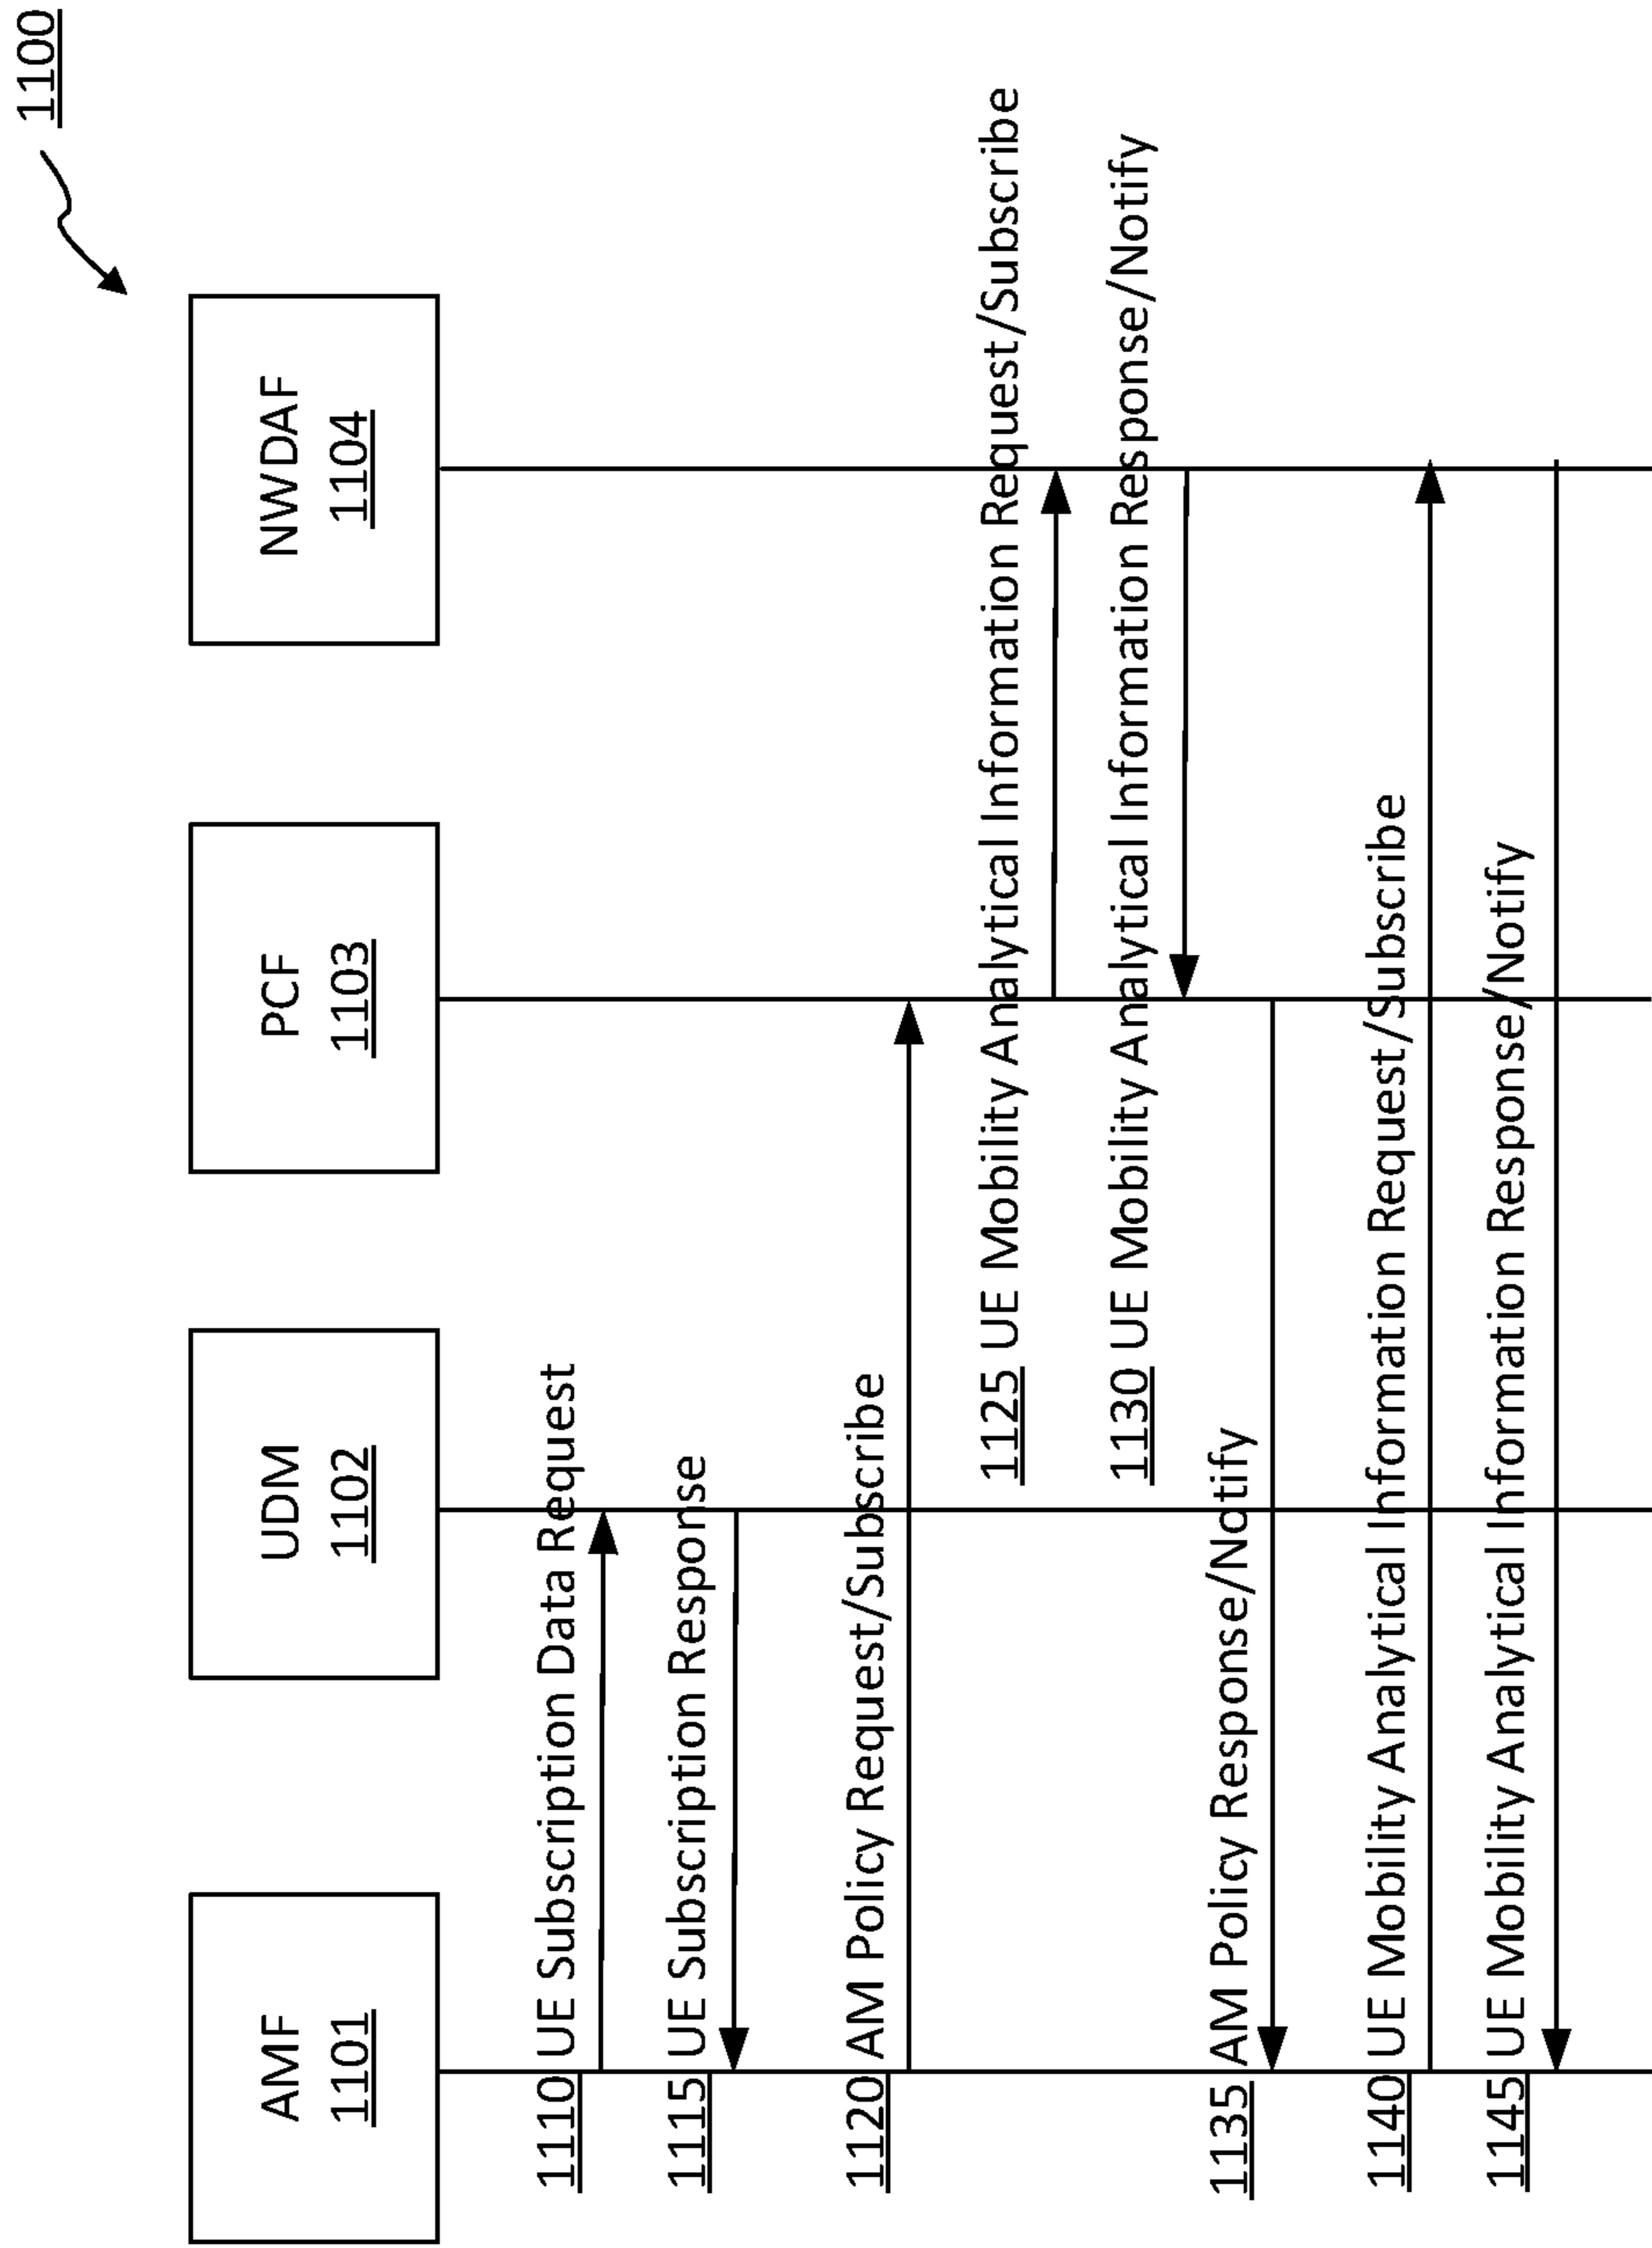 1100
AMF
1101
UDM
1102
PCF
1103
NWDAF
1104
1110 UE Subscription Data Request
1115 UE Subscription Response
1120 AM Policy Request/Subscribe
1125 UE Mobility Analytical Information Request/Subscribe
1130 UE Mobility Analytical Information Response/Notify
1135 AM Policy Response/Notify
1140 UE Mobility Analytical Information Request/Subscribe
1145 UE Mobility Analytical Information Response/Notify